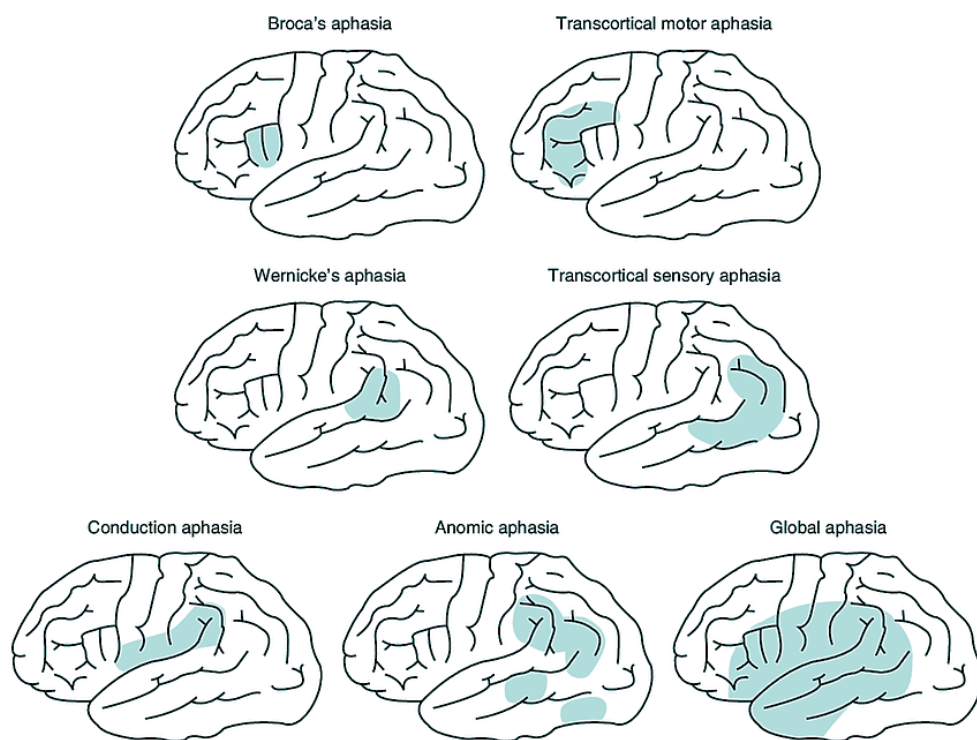 Broca's aphasia
Transcortical motor aphasia
Wernicke's aphasia
Transcortical sensory aphasia
Conduction aphasia
Anomic aphasia
Global aphasia